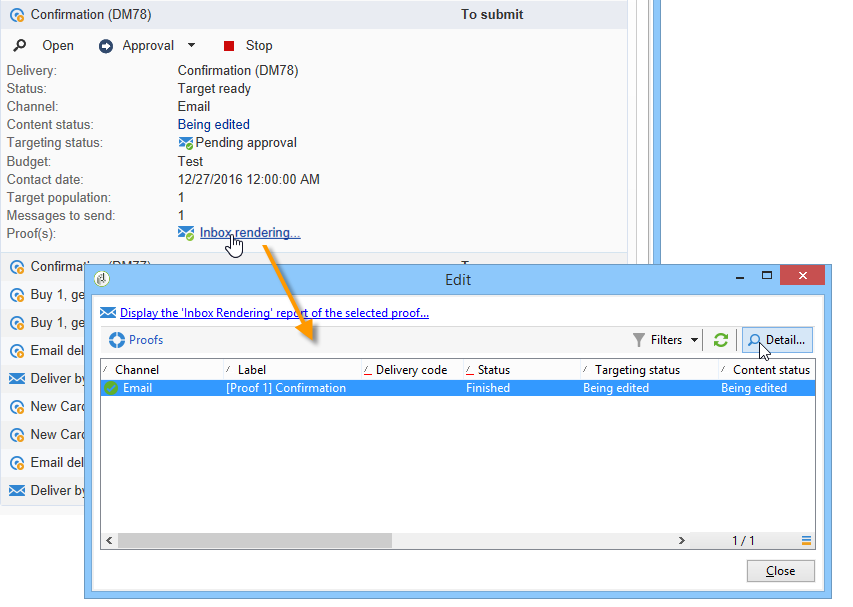 Confirmation (DM78) To submit
Open Approval Stop
Delivery: Confirmation (DM78)
Status: Target ready
Channel: Email
Content status: Being edited
Targeting status: Pending approval
Budget: Test
Contact date: 12/27/2016 12:00:00 AM
Target population: 1
Messages to send: 1
Proof(s): Inbox rendering...
Buy 1, ge
Buy 1, ge
Email del
Deliver by
New Card
New Card
Email del
Deliver by
Edit
Display the 'Inbox Rendering' report of the selected proof...
Proofs Filters Detail...
Channel Label Delivery code Status Targeting status Content status
Email [Proof 1] Confirmation Finished Being edited Being edited
1 / 1
Close